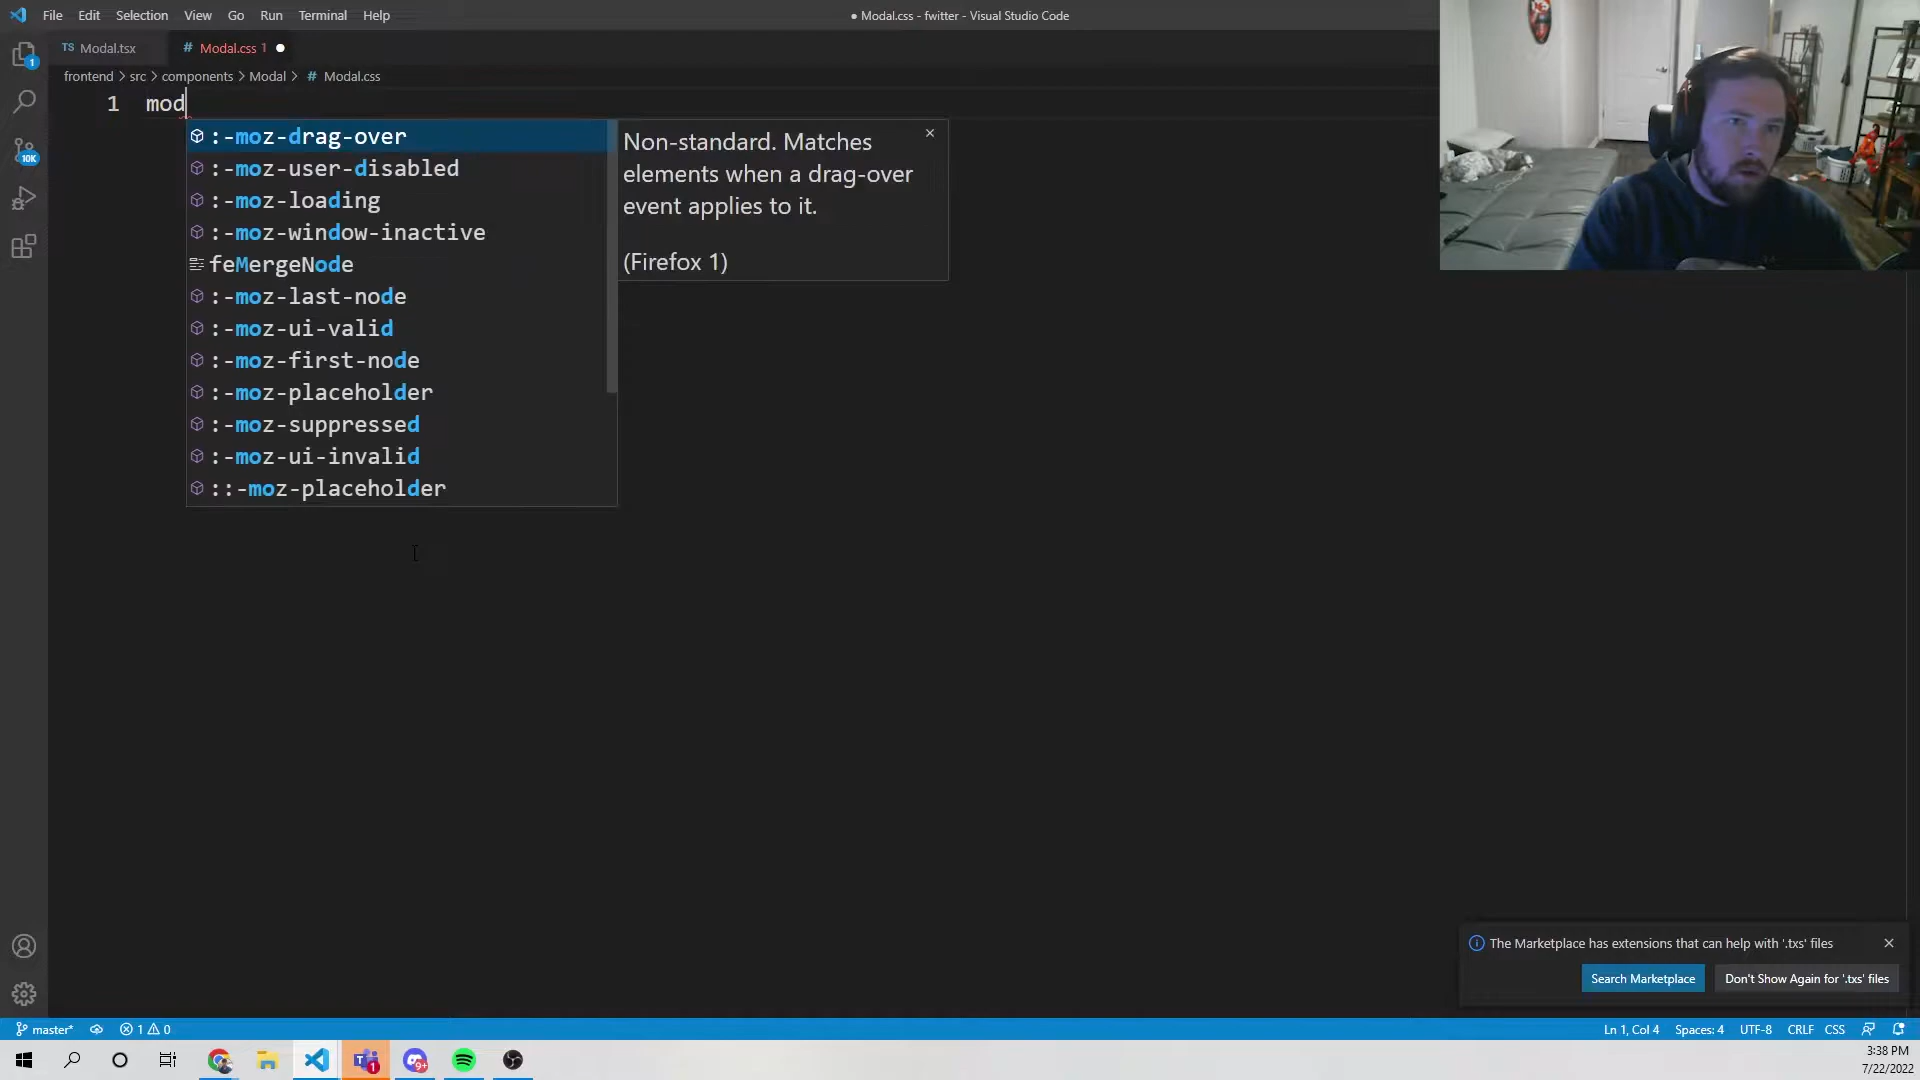 File Edit Selection View Go Run Terminal Help
● Modal.css - fwitter - Visual Studio Code
TS Modal.tsx
# Modal.css 1 ●
frontend > src > components > Modal > # Modal.css
1 mod
:-moz-drag-over
:-moz-user-disabled
:-moz-loading
:-moz-window-inactive
feMergeNode
:-moz-last-node
:-moz-ui-valid
:-moz-first-node
:-moz-placeholder
:-moz-suppressed
:-moz-ui-invalid
::-moz-placeholder
Non-standard. Matches
elements when a drag-over
event applies to it.
(Firefox 1)
1
10K
The Marketplace has extensions that can help with '.txs' files
Search Marketplace
Don't Show Again for '.txs' files
master* 1 0
Ln 1, Col 4 Spaces: 4 UTF-8 CRLF CSS
T 1
9+
3:38 PM
7/22/2022